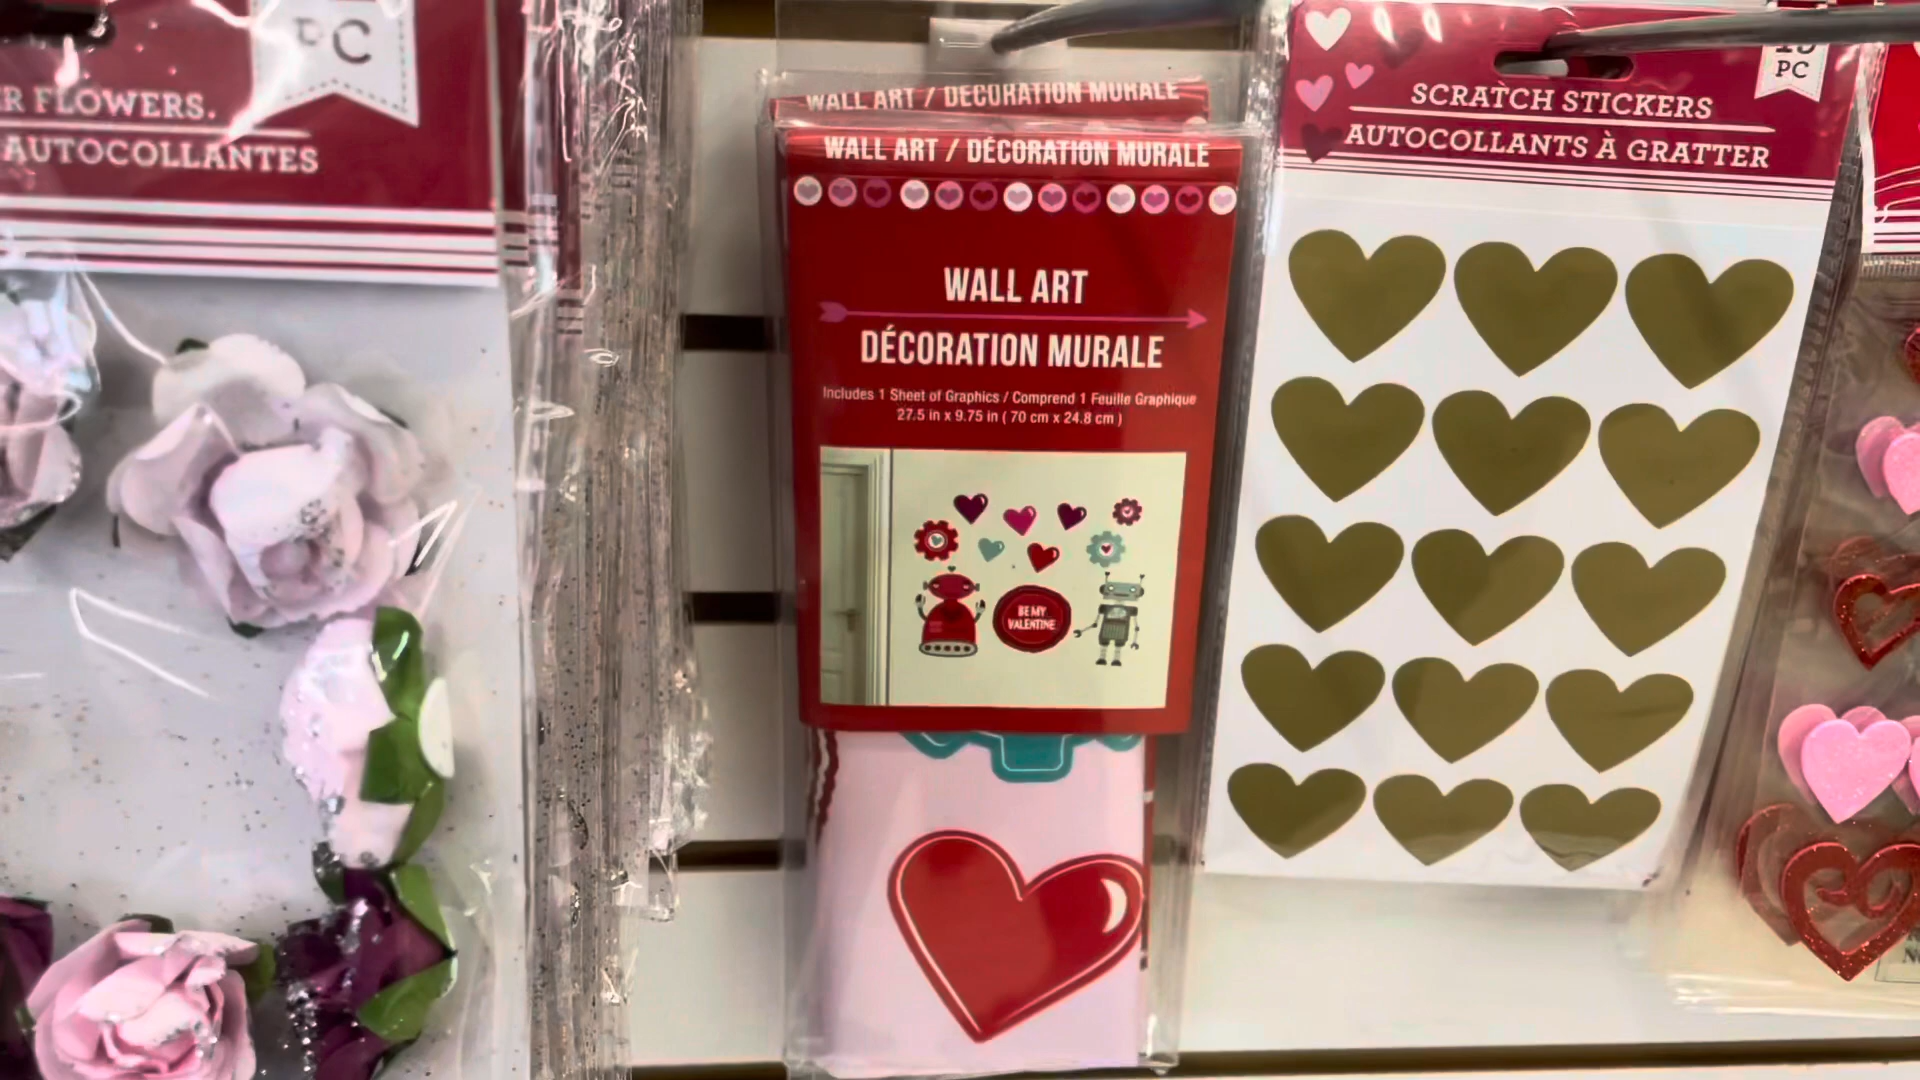 PC
R FLOWERS.
AUTOCOLLANTES
WALL ART / DÉCORATION MURALE
WALL ART / DÉCORATION MURALE
WALL ART
DÉCORATION MURALE
Includes 1 Sheet of Graphics / Comprend 1 Feuille Graphique
27.5 in x 9.75 in ( 70 cm x 24.8 cm )
BE MY
VALENTINE
15
PC
SCRATCH STICKERS
AUTOCOLLANTS À GRATTER